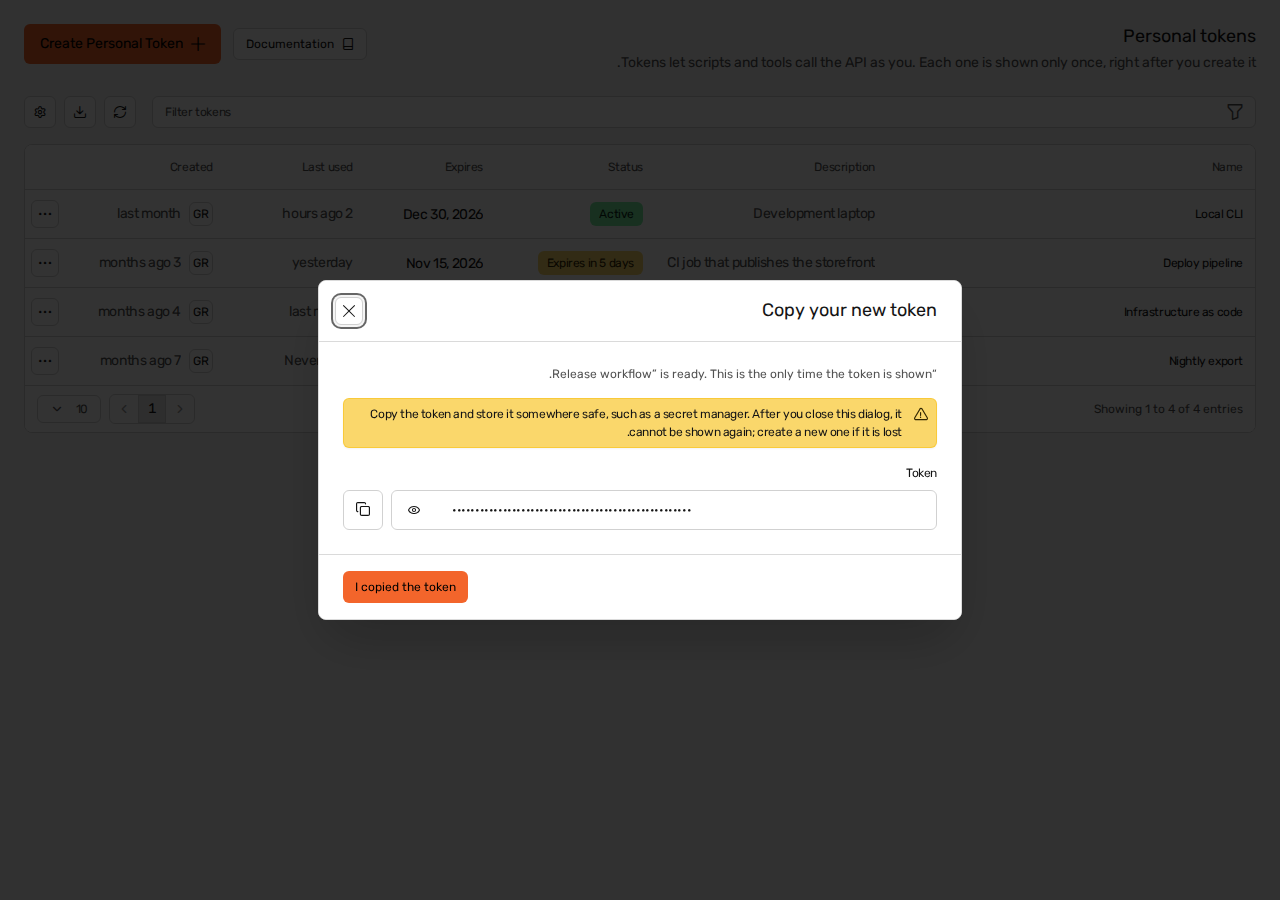 Personal tokens
.Tokens let scripts and tools call the API as you. Each one is shown only once, right after you create it
Documentation
Create Personal Token
Filter tokens
Name
Description
Status
Expires
Last used
Created
Local CLI
Development laptop
Active
Dec 30, 2026
hours ago 2
GR
last month
Deploy pipeline
CI job that publishes the storefront
Expires in 5 days
Nov 15, 2026
yesterday
GR
months ago 3
Infrastructure as code
GR
months ago 4
Nightly export
GR
months ago 7
Showing 1 to 4 of 4 entries
1
10
Copy your new token
.Release workflow” is ready. This is the only time the token is shown“
Copy the token and store it somewhere safe, such as a secret manager. After you close this dialog, it
.cannot be shown again; create a new one if it is lost
Token
I copied the token